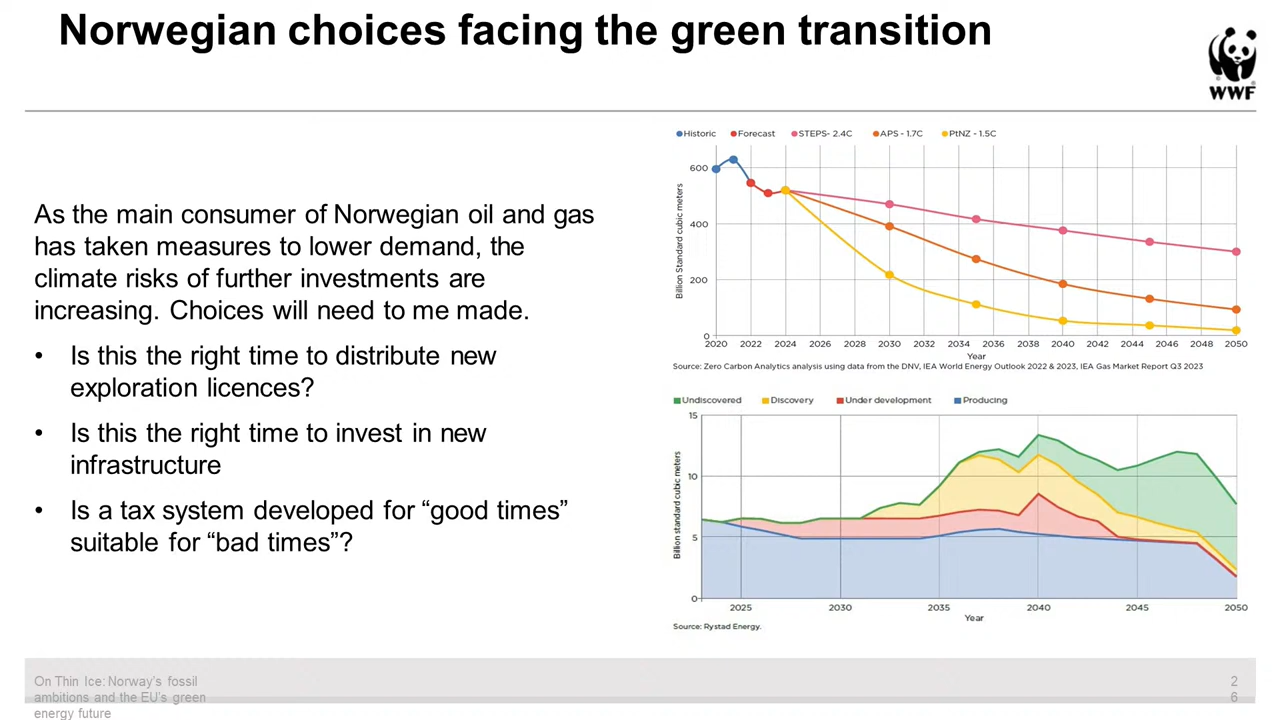 Norwegian choices facing the green transition
WWF
As the main consumer of Norwegian oil and gas
has taken measures to lower demand, the
climate risks of further investments are
increasing. Choices will need to me made.
• Is this the right time to distribute new
exploration licences?
• Is this the right time to invest in new
infrastructure
• Is a tax system developed for “good times”
suitable for “bad times”?
Historic Forecast STEPS- 2.4C APS - 1.7C PtNZ - 1.5C
Billion Standard cubic meters
600
400
200
0
2020 2022 2024 2026 2028 2030 2032 2034 2036 2038 2040 2042 2044 2046 2048 2050
Year
Source: Zero Carbon Analytics analysis using data from the DNV, IEA World Energy Outlook 2022 & 2023, IEA Gas Market Report Q3 2023
Undiscovered Discovery Under development Producing
Billion standard cubic meters
15
10
5
0
2025 2030 2035 2040 2045 2050
Year
Source: Rystad Energy.
On Thin Ice: Norway's fossil
ambitions and the EU's green
energy future
2
6